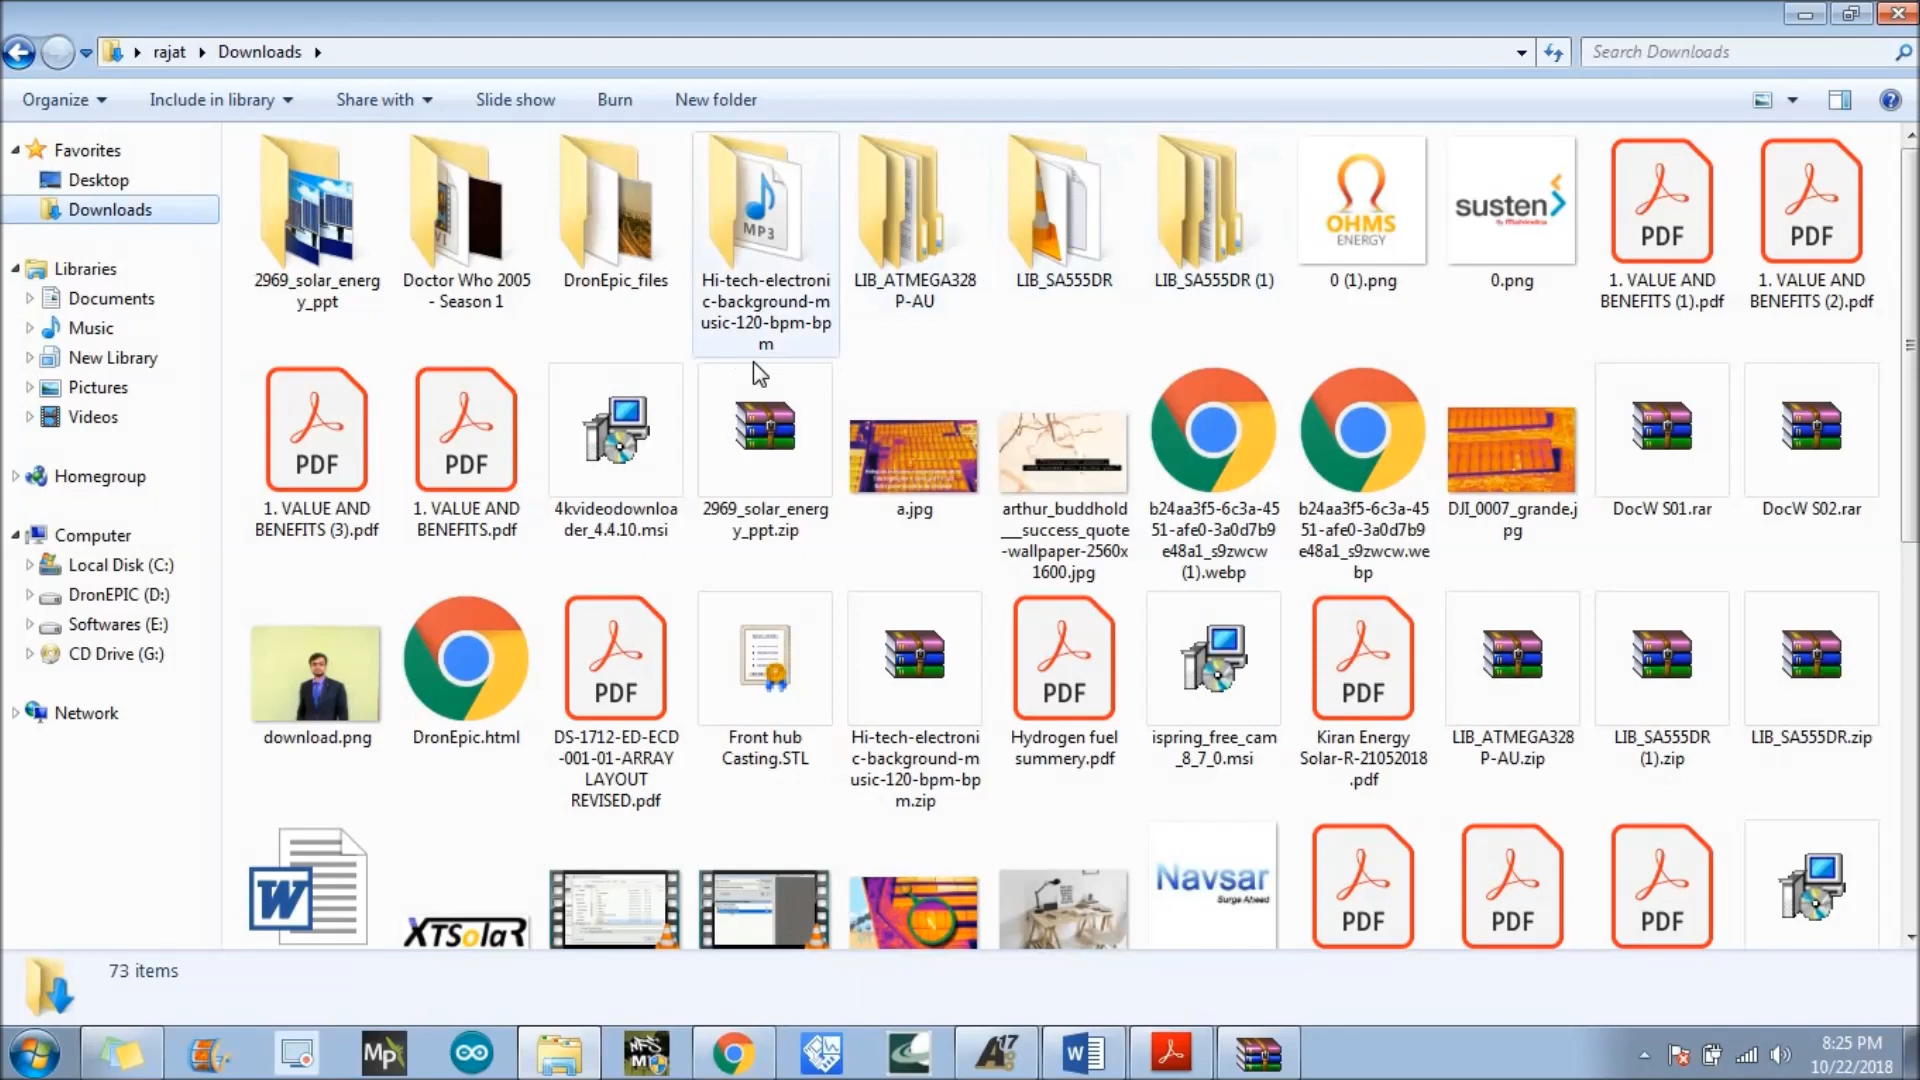 rajat Downloads
Search Downloads
Organize Include in library Share with Slide show Burn New folder
Favorites
Desktop
Downloads
Libraries
Documents
Music
New Library
Pictures
Videos
Homegroup
Computer
Local Disk (C:)
DronEPIC (D:)
Softwares (E:)
CD Drive (G:)
Network
2969_solar_energ
y_ppt
Doctor Who 2005
- Season 1
DronEpic_files
MP3
Hi-tech-electroni
c-background-m
usic-120-bpm-bp
m
LIB_ATMEGA328
P-AU
LIB_SA555DR
LIB_SA555DR (1)
OHMS
ENERGY
0 (1).png
susten
By Mahindra
0.png
PDF
1. VALUE AND
BENEFITS (1).pdf
PDF
1. VALUE AND
BENEFITS (2).pdf
PDF
1. VALUE AND
BENEFITS (3).pdf
PDF
1. VALUE AND
BENEFITS.pdf
4kvideodownloa
der_4.4.10.msi
2969_solar_energ
y_ppt.zip
a.jpg
arthur_buddhold
___success_quote
-wallpaper-2560x
1600.jpg
b24aa3f5-6c3a-45
51-afe0-3a0d7b9
e48a1_s9zwcw
(1).webp
b24aa3f5-6c3a-45
51-afe0-3a0d7b9
e48a1_s9zwcw.we
bp
DJI_0007_grande.j
pg
DocW S01.rar
DocW S02.rar
download.png
DronEpic.html
PDF
DS-1712-ED-ECD
-001-01-ARRAY
LAYOUT
REVISED.pdf
Front hub
Casting.STL
Hi-tech-electroni
c-background-m
usic-120-bpm-bp
m.zip
PDF
Hydrogen fuel
summery.pdf
ispring_free_cam
_8_7_0.msi
PDF
Kiran Energy
Solar-R-21052018
.pdf
LIB_ATMEGA328
P-AU.zip
LIB_SA555DR
(1).zip
LIB_SA555DR.zip
W
XTSolaR
Navsar
Surge Ahead
PDF
PDF
PDF
73 items
Mp
NFS
M
A17
W
8:25 PM
10/22/2018